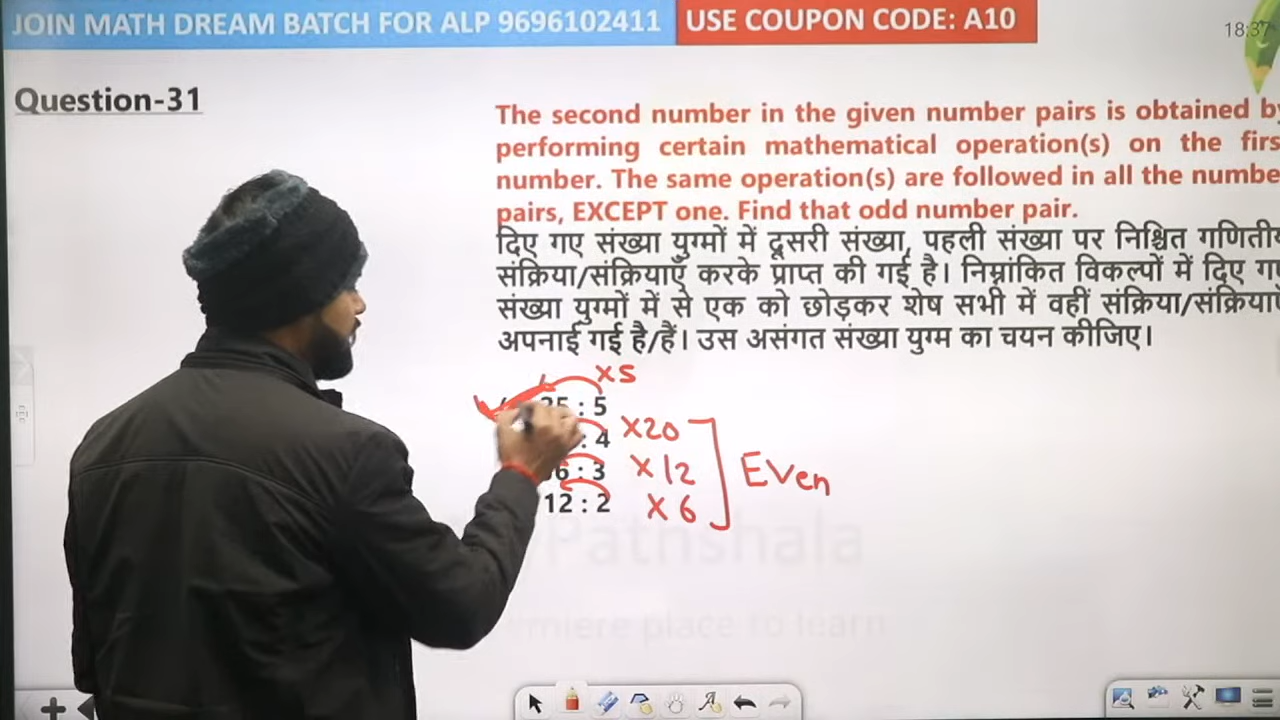 JOIN MATH DREAM BATCH FOR ALP 9696102411 USE COUPON CODE: A10
18:37
Question-31
The second number in the given number pairs is obtained by
performing certain mathematical operation(s) on the firs
number. The same operation(s) are followed in all the numbe
pairs, EXCEPT one. Find that odd number pair.
दिए गए संख्या युग्मों में दूसरी संख्या, पहली संख्या पर निश्चित गणितीय
संक्रिया/संक्रियाएँ करके प्राप्त की गई है। निम्नांकित विकल्पों में दिए गए
संख्या युग्मों में से एक को छोड़कर शेष सभी में वहीं संक्रिया/संक्रियाएं
अपनाई गई है/हैं। उस असंगत संख्या युग्म का चयन कीजिए।
×5
25 : 5
: 4 ×20
6 : 3 ×12 Even
12 : 2 ×6
Pathshala
place to learn